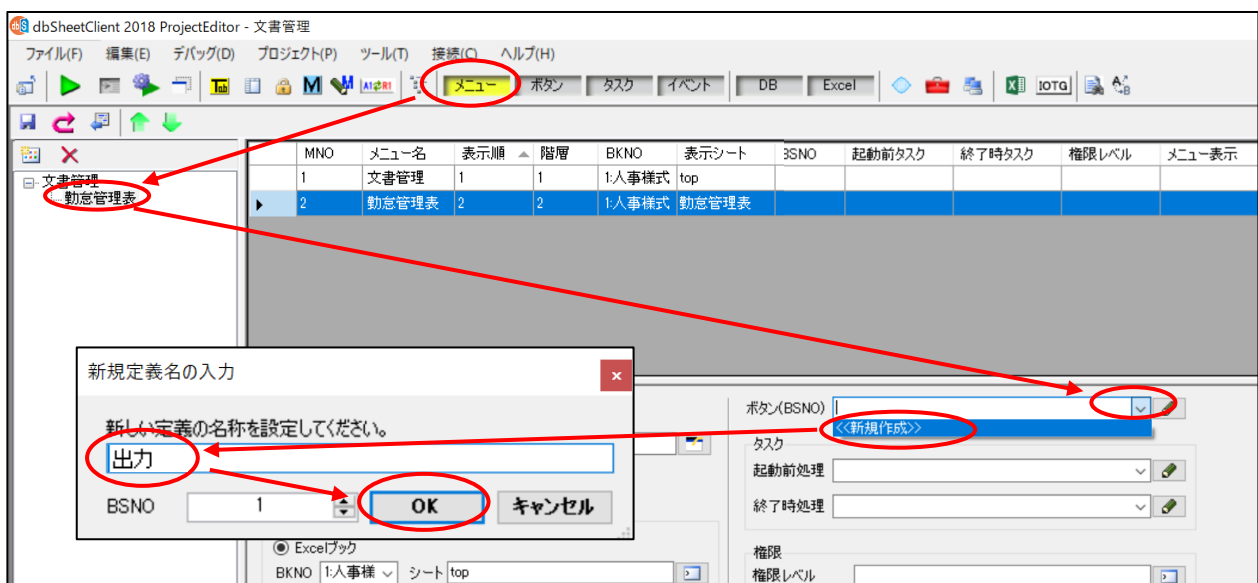 dbSheetClient 2018 ProjectEditor - 文書管理
ファイル(F) 編集(E) デバッグ(D) プロジェクト(P) ツール(T) 接続(C) ヘルプ(H)
メニュー ボタン タスク イベント DB Excel IOTG
MNO メニュー名 表示順 階層 BKNO 表示シート BSNO 起動前タスク 終了時タスク 権限レベル メニュー表示
1 文書管理 1 1 1:人事様式 top
2 勤怠管理表 2 2 1:人事様式 勤怠管理表
文書管理
勤怠管理表
新規定義名の入力
新しい定義の名称を設定してください。
出力
BSNO 1 OK キャンセル
ボタン(BSNO)
<<新規作成>>
タスク
起動前処理
終了時処理
Excelブック
BKNO 1:人事様 シート top
権限
権限レベル